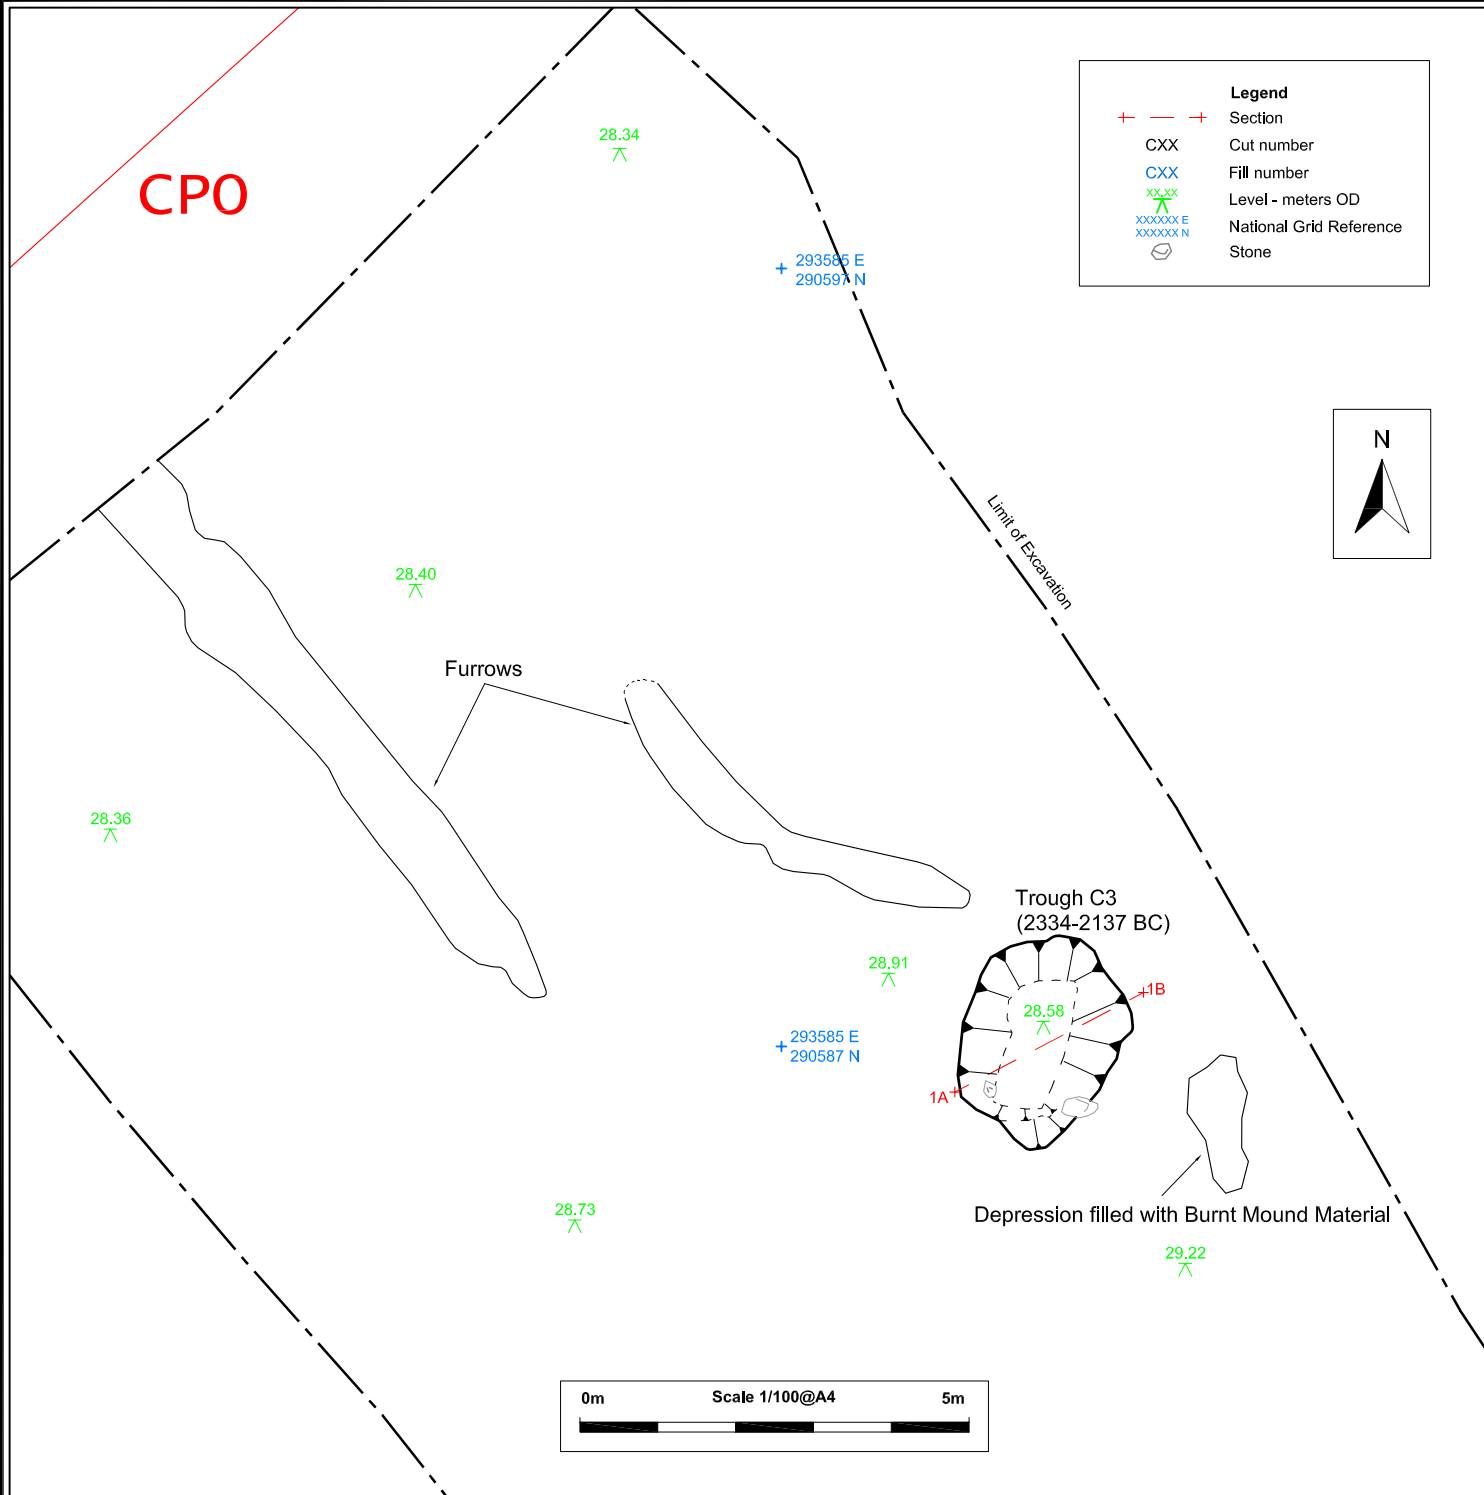 Legend
Section
CXX Cut number
CXX Fill number
XX.XX Level - meters OD
XXXXXX E
XXXXXX N
National Grid Reference
Stone
28.34
CPO
293585 E
290597 N
N
Limit of Excavation
28.40
Furrows
28.36
Trough C3
(2334-2137 BC)
28.91
1B
28.58
293585 E
290587 N
1A
28.73
Depression filled with Burnt Mound Material
29.22
0m Scale 1/100@A4 5m